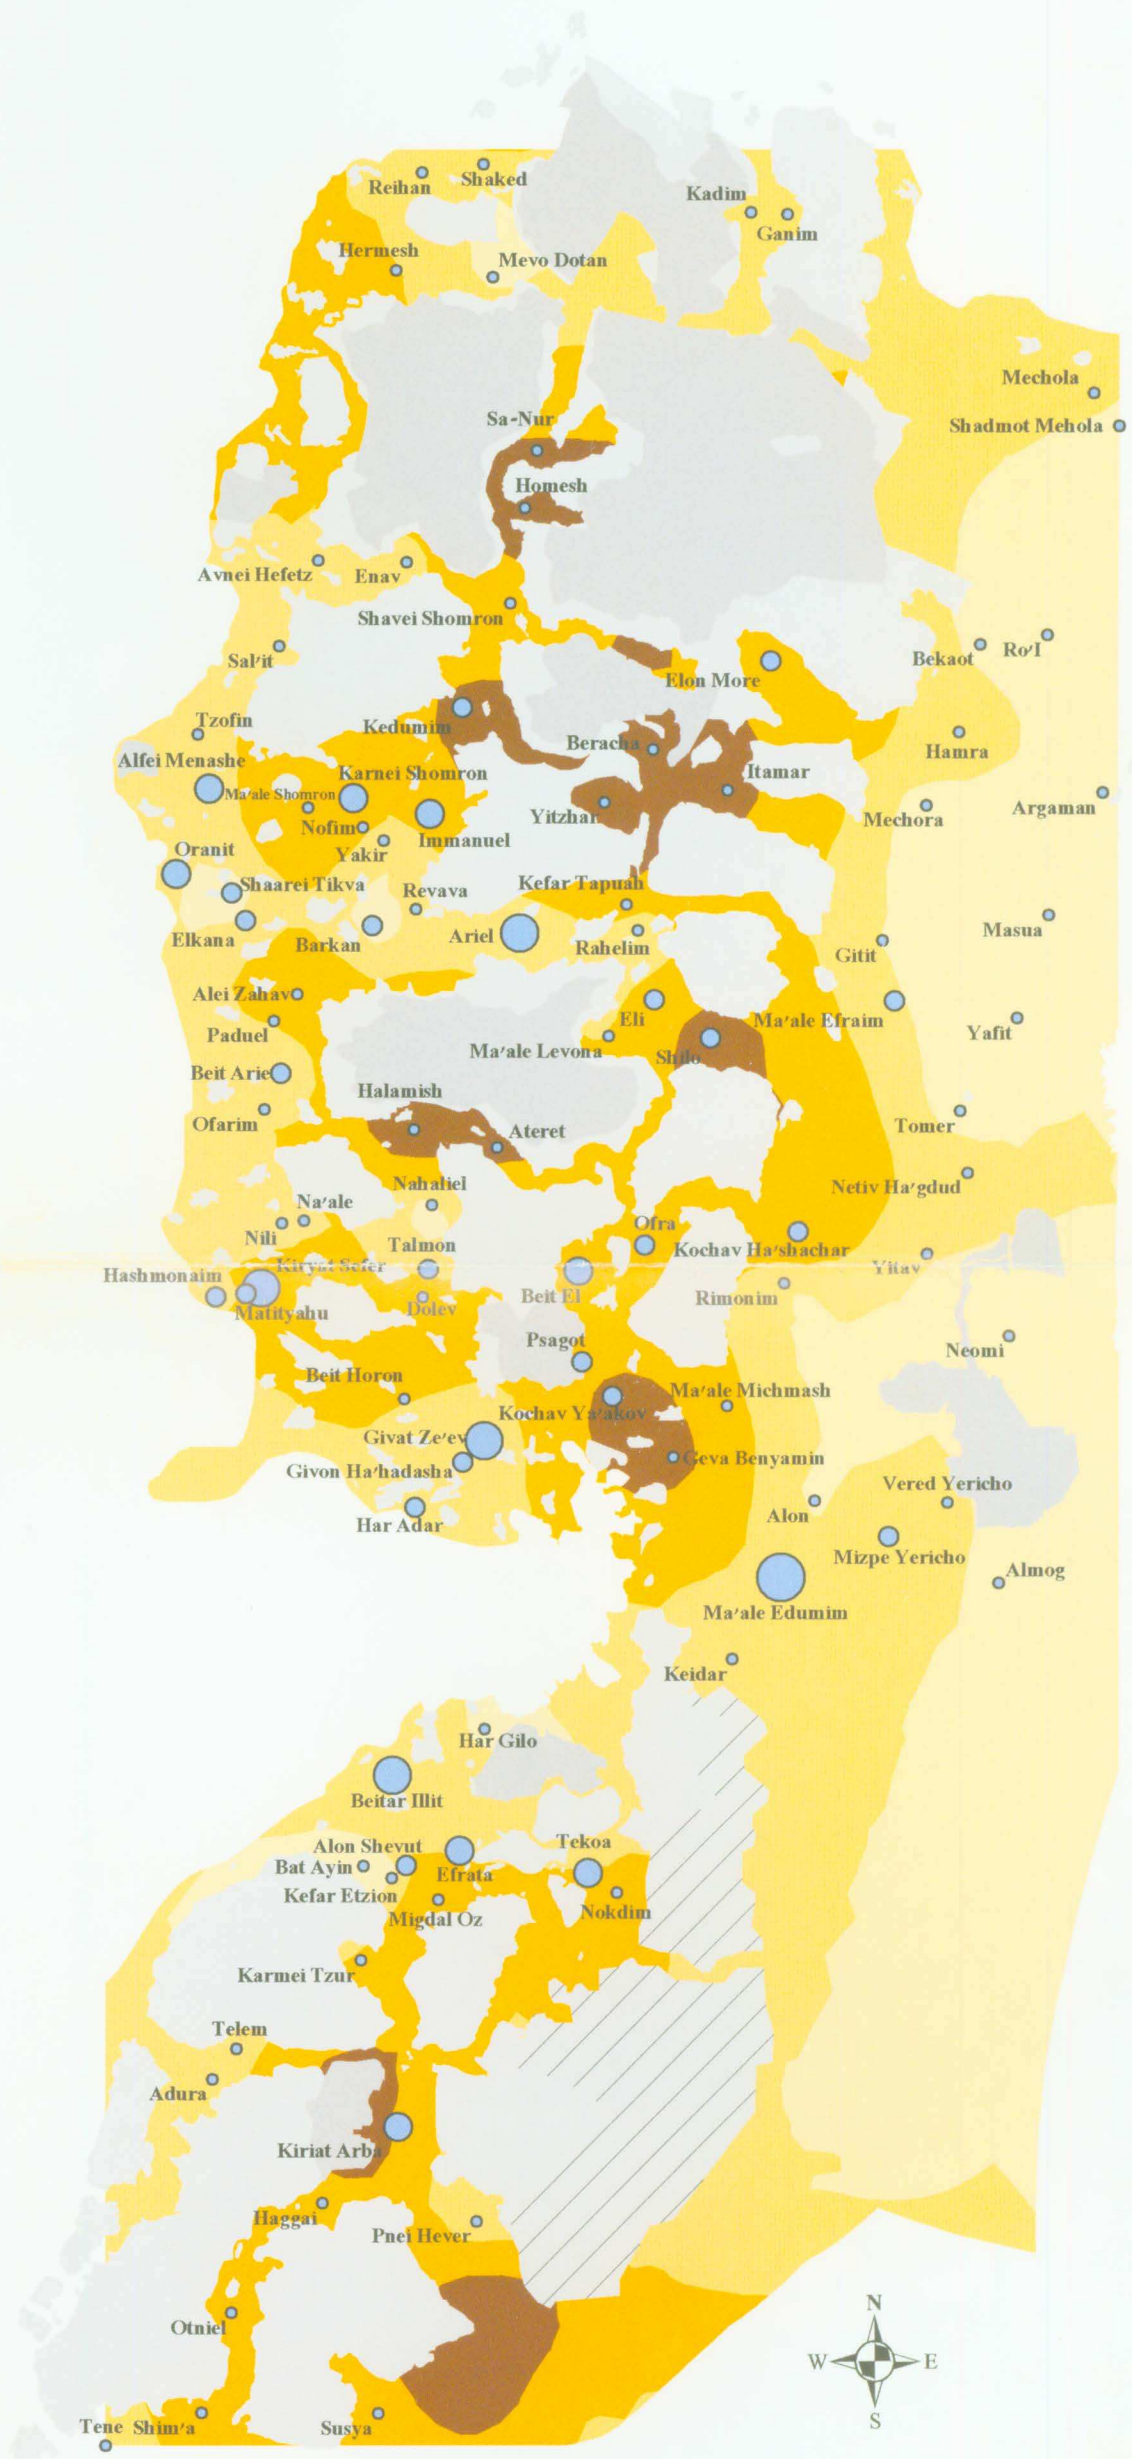 Shaked
Reihan
Kadim
Ganim
Hermesh
Mevo Dotan
Mechola
Sa-Nur
Shadmot Mehola
Homesh
Avnei Hefetz
Enav
Shavei Shomron
Sal'it
Ro'I
Bekaot
Elon More
Tzofin
Kedumim
Beracha
Hamra
Alfei Menashe
Karnei Shomron
Itamar
Ma'ale Shomron
Argaman
Yitzhar
Mechora
Nofim
Immanuel
Oranit
Yakir
Shaarei Tikva
Revava
Kefar Tapuah
Masua
Elkana
Barkan
Ariel
Rahelim
Gitit
Alei Zahav
Eli
Ma'ale Efraim
Paduel
Yafit
Ma'ale Levona
Shilo
Beit Arie
Halamish
Ofarim
Ateret
Tomer
Nahaliel
Netiv Ha'gdud
Na'ale
Nili
Ofra
Talmon
Kochav Ha'shachar
Kiryat Sefer
Yitav
Hashmonaim
Beit El
Rimonim
Matityahu
Dolev
Psagot
Neomi
Beit Horon
Ma'ale Michmash
Kochav Ya'akov
Givat Ze'ev
Geva Benyamin
Givon Ha'hadasha
Vered Yericho
Alon
Har Adar
Mizpe Yericho
Almog
Ma'ale Edumim
Keidar
Har Gilo
Beitar Illit
Tekoa
Alon Shevut
Bat Ayin
Efrata
Kefar Etzion
Nokdim
Migdal Oz
Karmei Tzur
Telem
Adura
Kiriat Arba
Haggai
Pnei Hever
N
Otniel
W
E
S
Tene
Shim'a
Susya